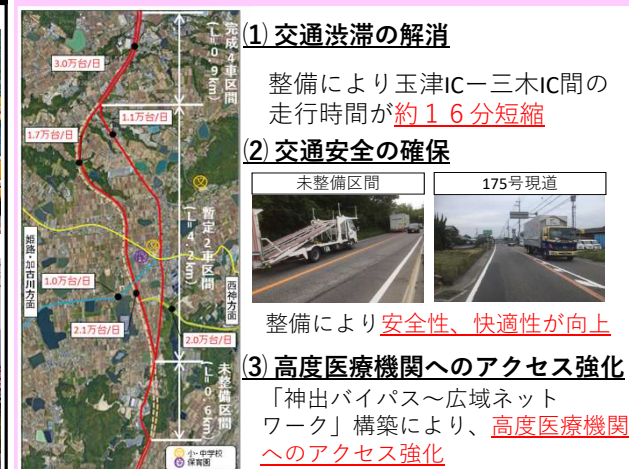 完成4車区間
(L=0.9km)
3.0万台/日
1.1万台/日
1.7万台/日
暫定2車区間
(L=4.2km)
姫路・加古川方面
西神方面
1.0万台/日
2.1万台/日
2.0万台/日
未整備区間
(L=0.6km)
小・中学校
保育園
(1) 交通渋滞の解消
整備により玉津ICー三木IC間の
走行時間が約１６分短縮
(2) 交通安全の確保
未整備区間
175号現道
整備により安全性、快適性が向上
(3) 高度医療機関へのアクセス強化
「神出バイパス～広域ネット
ワーク」構築により、高度医療機関
へのアクセス強化